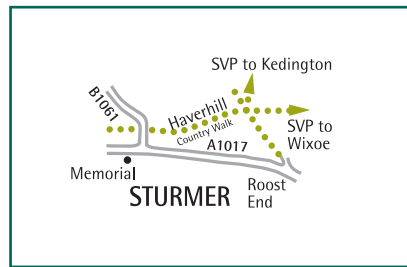 SVP to Kedington
B1061
Haverhill
Country Walk
SVP to
Wixoe
A1017
Memorial
STURMER
Roost
End